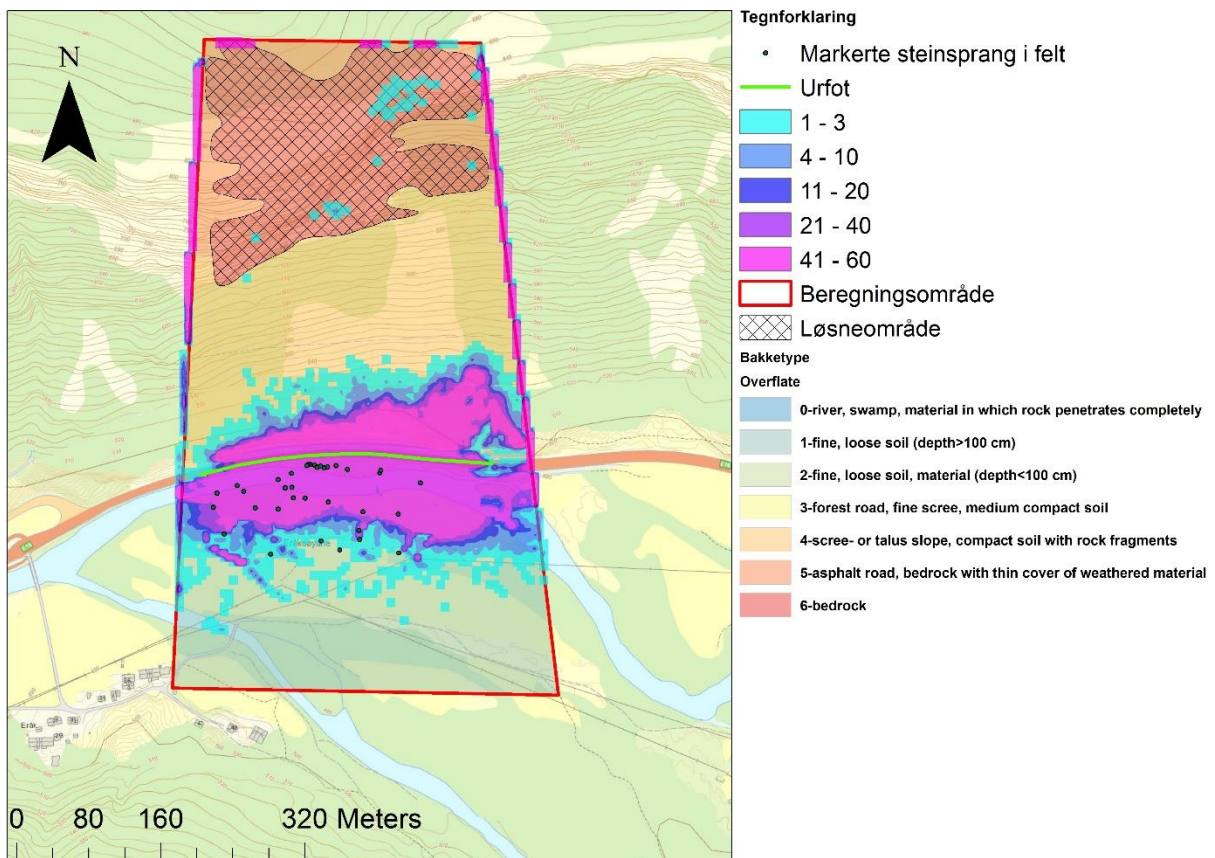 Tegnforklaring
Markerte steinsprang i felt
Urfot
1 - 3
4 - 10
11 - 20
21 - 40
41 - 60
Beregningsområde
Løsneområde
Bakketype
Overflate
0-river, swamp, material in which rock penetrates completely
1-fine, loose soil (depth>100 cm)
2-fine, loose soil, material (depth<100 cm)
3-forest road, fine scree, medium compact soil
4-scree- or talus slope, compact soil with rock fragments
5-asphalt road, bedrock with thin cover of weathered material
6-bedrock
N
Eråk
0 80 160 320 Meters